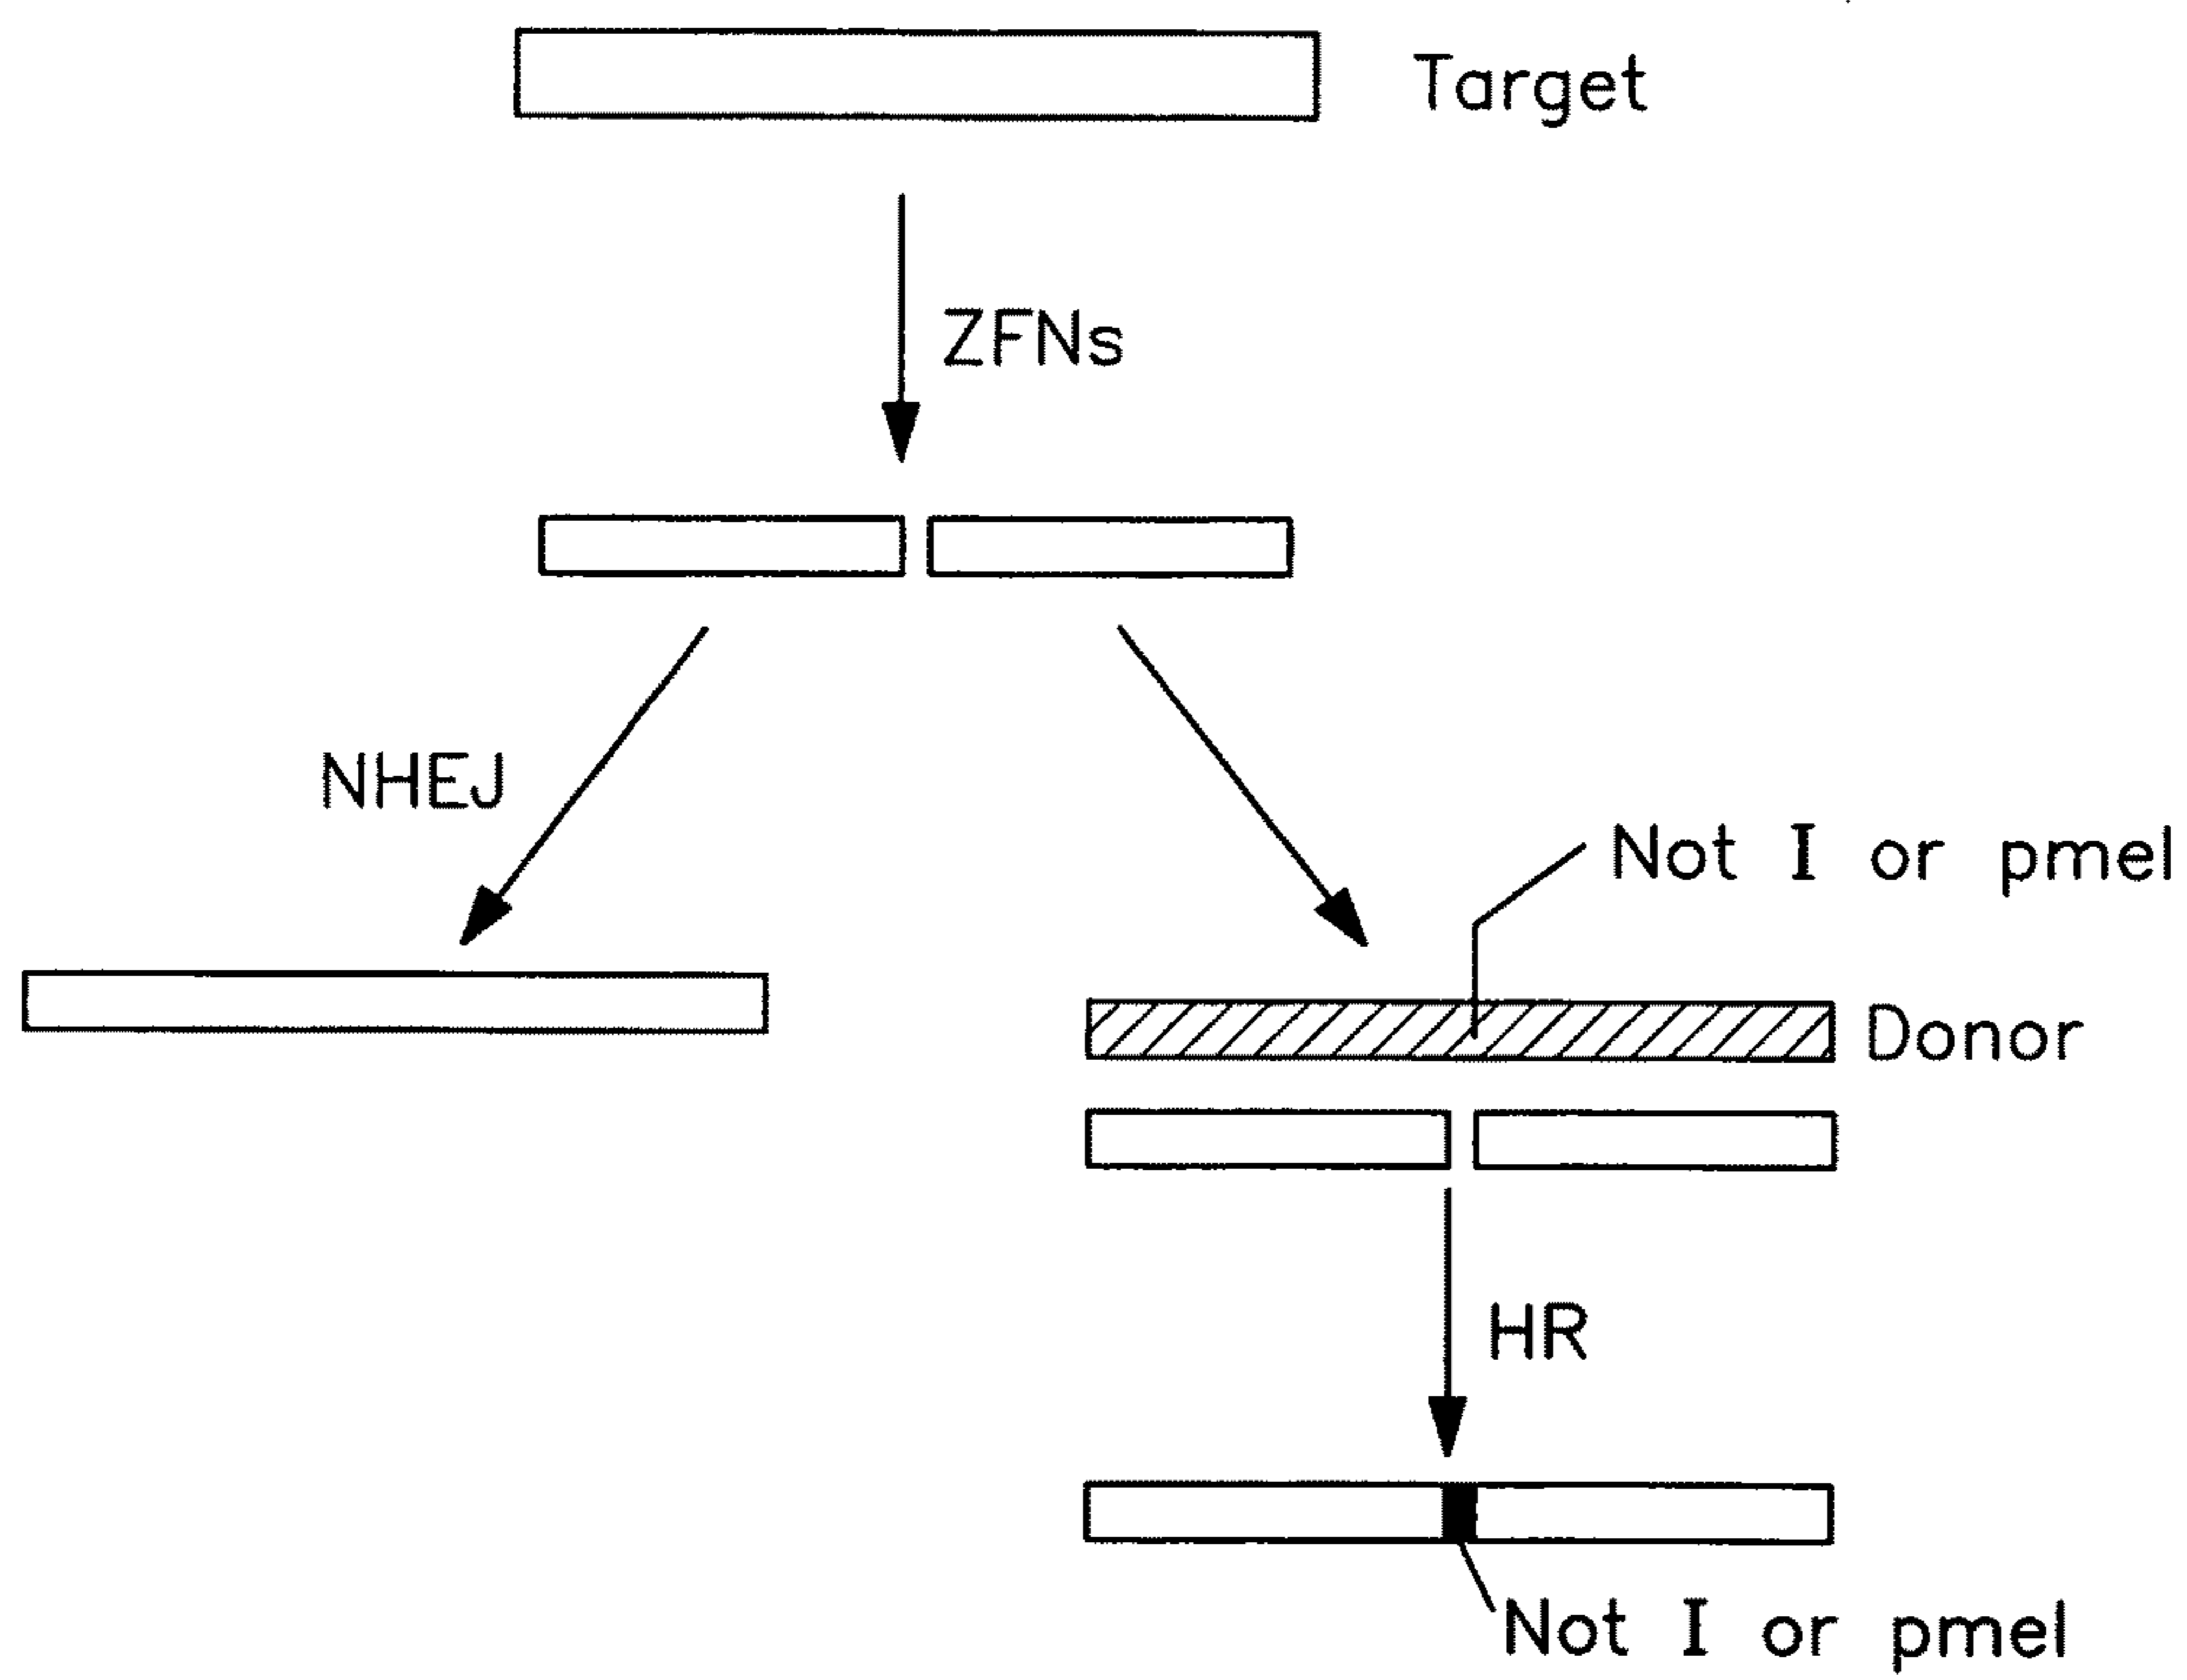 Target
ZFNs
NHEJ
Not I or pmel
Donor
HR
Not I or pmel